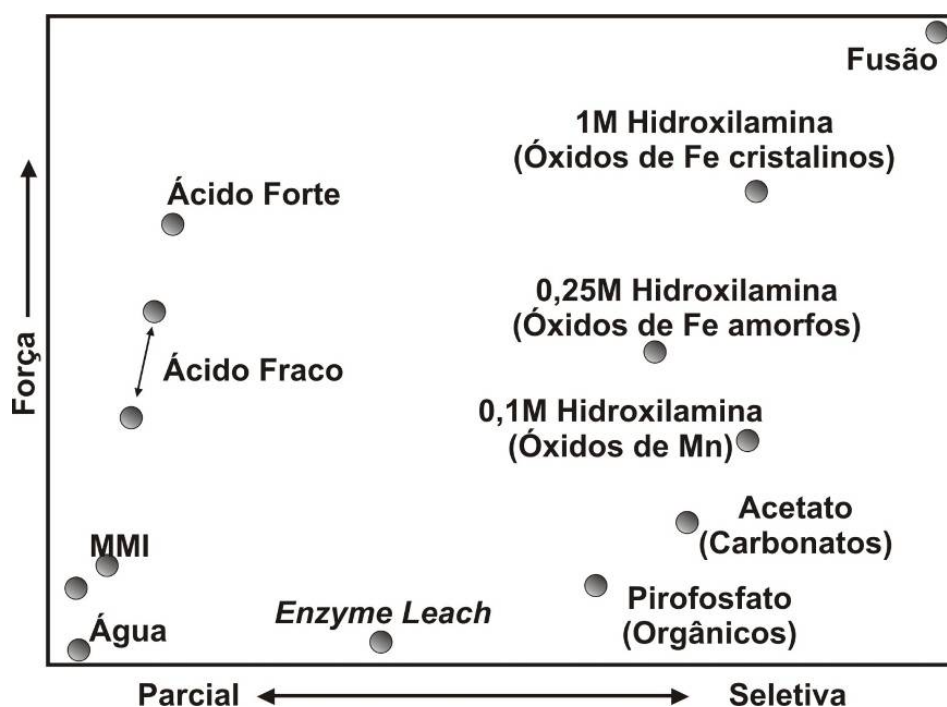 Fusão
1M Hidroxilamina
(Óxidos de Fe cristalinos)
Ácido Forte
0,25M Hidroxilamina
(Óxidos de Fe amorfos)
Ácido Fraco
0,1M Hidroxilamina
(Óxidos de Mn)
Acetato
(Carbonatos)
MMI
Pirofosfato
(Orgânicos)
Enzyme Leach
Água
Força
Parcial
Seletiva